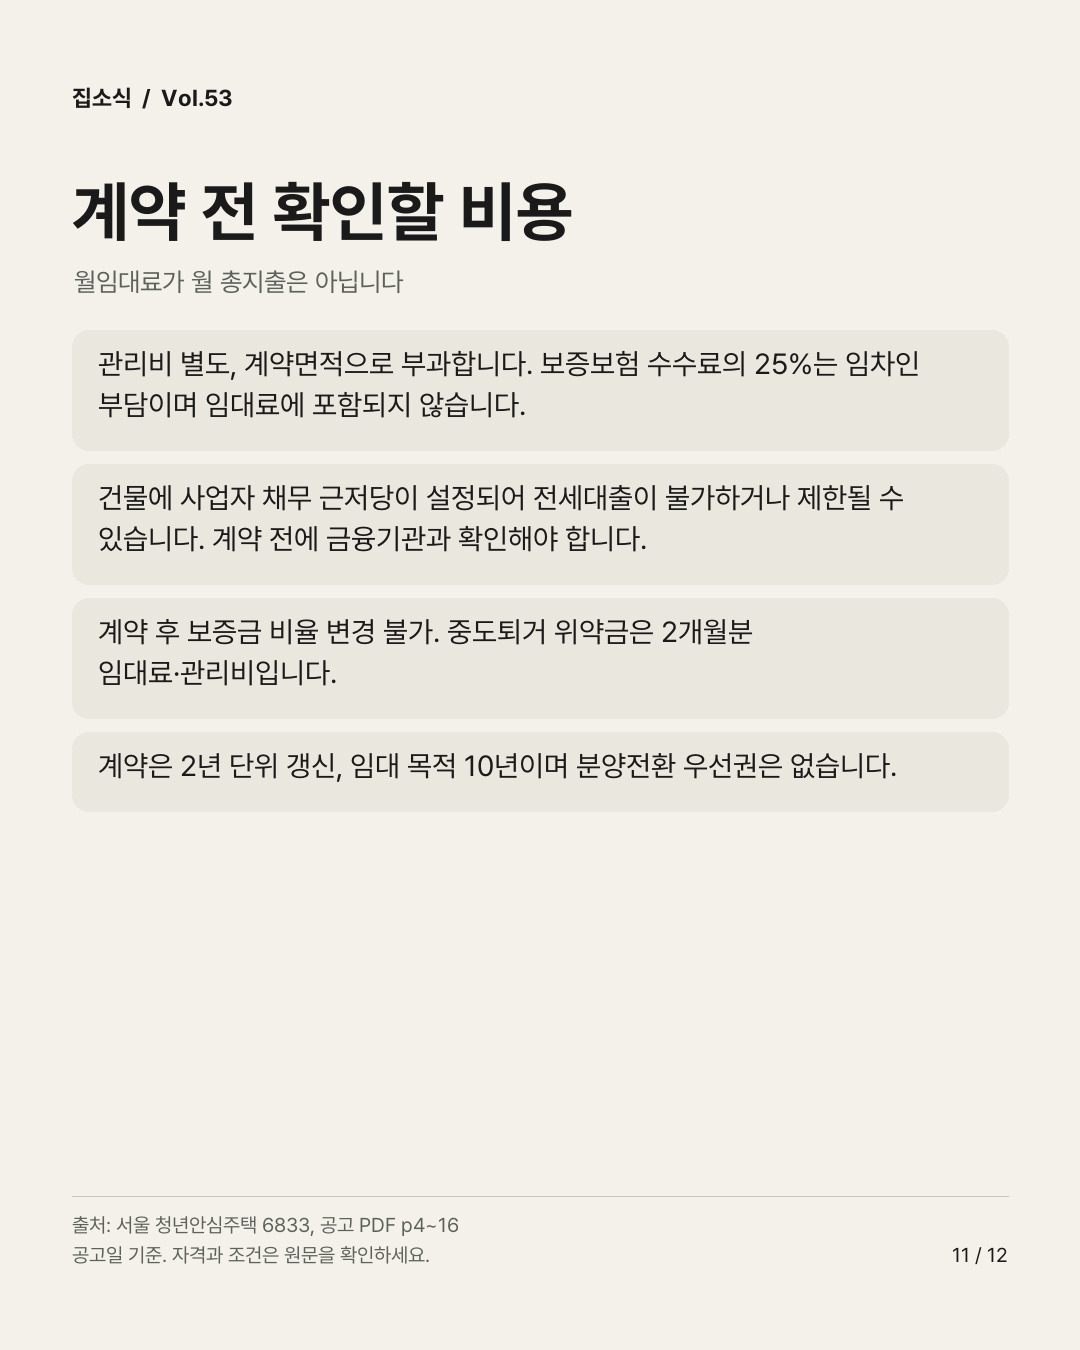 집소식 / Vol.53
계약 전 확인할 비용
월임대료가 월 총지출은 아닙니다
관리비 별도, 계약면적으로 부과합니다. 보증보험 수수료의 25%는 임차인
부담이며 임대료에 포함되지 않습니다.
건물에 사업자 채무 근저당이 설정되어 전세대출이 불가하거나 제한될 수
있습니다. 계약 전에 금융기관과 확인해야 합니다.
계약 후 보증금 비율 변경 불가. 중도퇴거 위약금은 2개월분
임대료·관리비입니다.
계약은 2년 단위 갱신, 임대 목적 10년이며 분양전환 우선권은 없습니다.
출처: 서울 청년안심주택 6833, 공고 PDF p4~16
공고일 기준. 자격과 조건은 원문을 확인하세요.
11 / 12